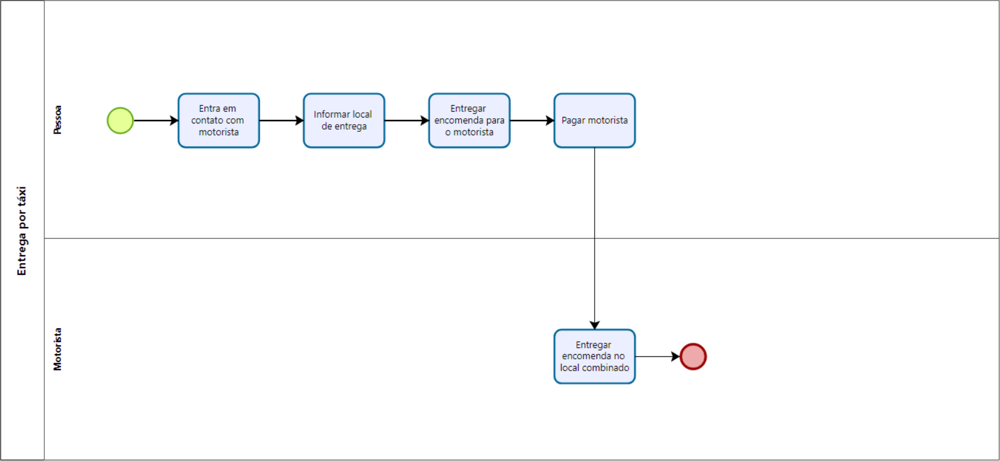 Entrega por táxi
Pessoa
Entra em
contato com
motorista
Informar local
de entrega
Entregar
encomenda para
o motorista
Pagar motorista
Motorista
Entregar
encomenda no
local combinado